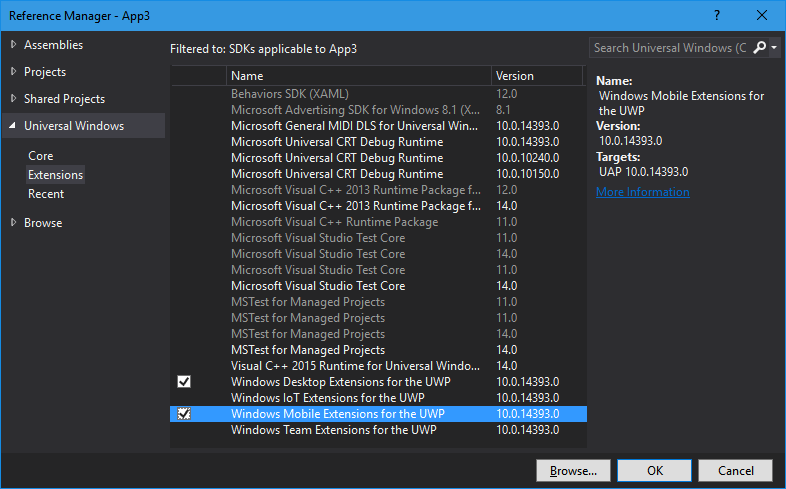 Reference Manager - App3
Assemblies
Projects
Shared Projects
Universal Windows
Core
Extensions
Recent
Browse
Filtered to: SDKs applicable to App3
Name Version
Behaviors SDK (XAML) 12.0
Microsoft Advertising SDK for Windows 8.1 (X... 8.1
Microsoft General MIDI DLS for Universal Win... 10.0.14393.0
Microsoft Universal CRT Debug Runtime 10.0.14393.0
Microsoft Universal CRT Debug Runtime 10.0.10240.0
Microsoft Universal CRT Debug Runtime 10.0.10150.0
Microsoft Visual C++ 2013 Runtime Package f... 12.0
Microsoft Visual C++ 2013 Runtime Package f... 14.0
Microsoft Visual C++ Runtime Package 11.0
Microsoft Visual Studio Test Core 11.0
Microsoft Visual Studio Test Core 14.0
Microsoft Visual Studio Test Core 11.0
Microsoft Visual Studio Test Core 14.0
MSTest for Managed Projects 11.0
MSTest for Managed Projects 11.0
MSTest for Managed Projects 14.0
MSTest for Managed Projects 14.0
Visual C++ 2015 Runtime for Universal Windo... 14.0
Windows Desktop Extensions for the UWP 10.0.14393.0
Windows IoT Extensions for the UWP 10.0.14393.0
Windows Mobile Extensions for the UWP 10.0.14393.0
Windows Team Extensions for the UWP 10.0.14393.0
Search Universal Windows (C
Name:
Windows Mobile Extensions for
the UWP
Version:
10.0.14393.0
Targets:
UAP 10.0.14393.0
More Information
Browse...
OK
Cancel